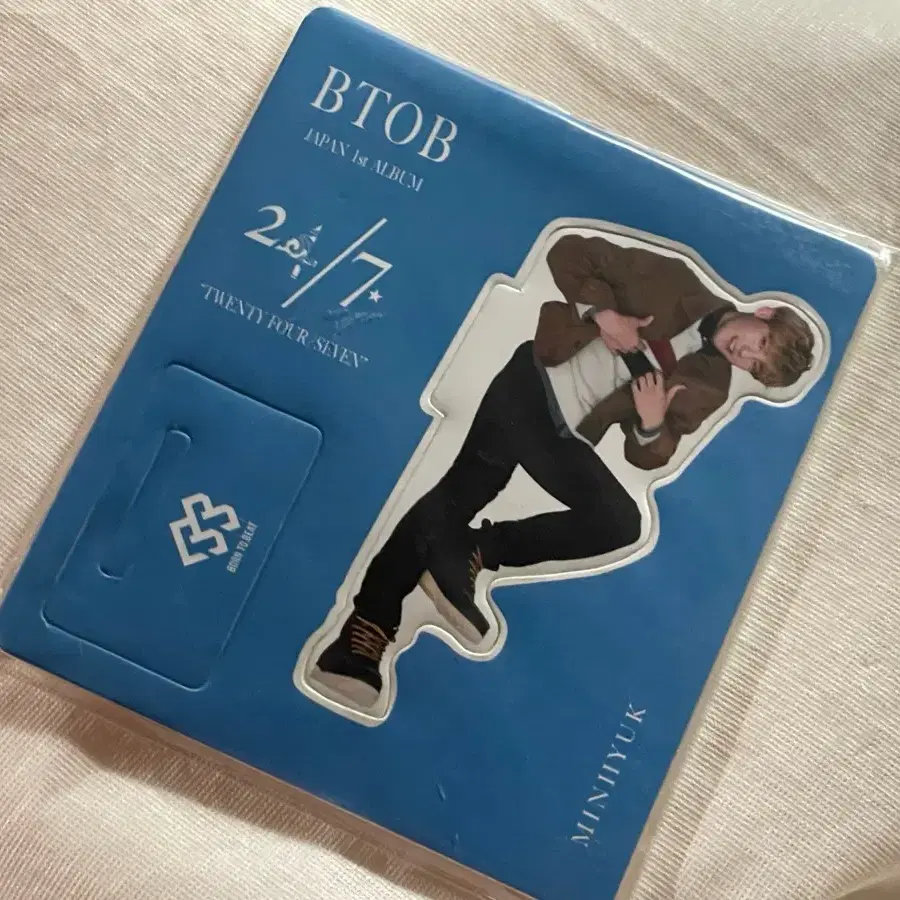 BTOB
JAPAN 1st ALBUM
24/7
"TWENTY FOUR/SEVEN"
BORN TO BEAT
MINHYUK